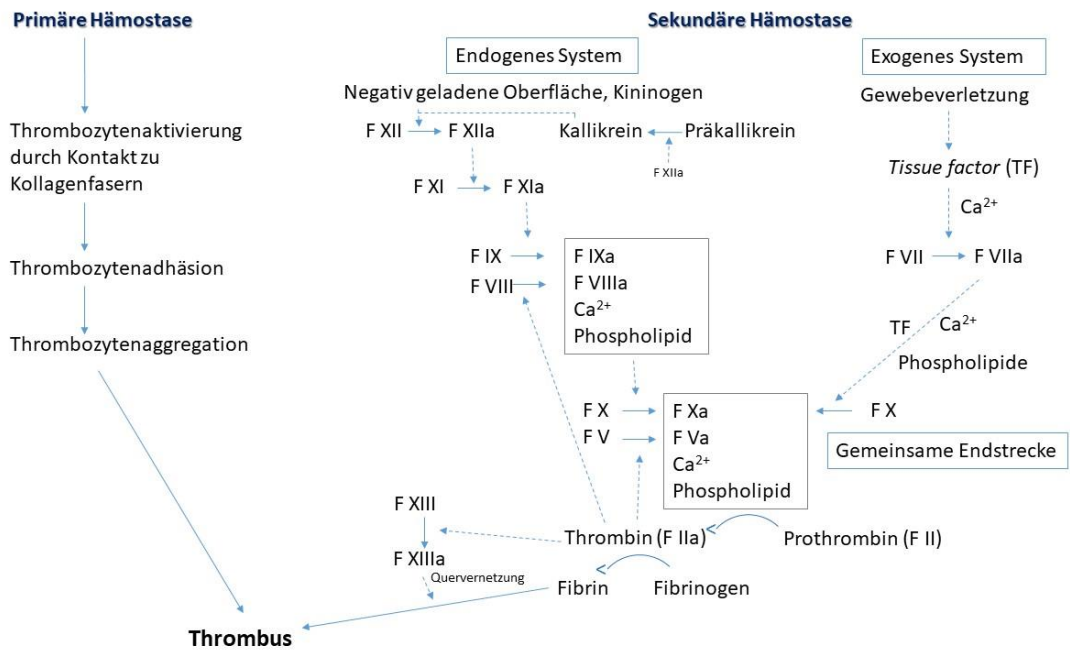 Primäre Hämostase
Thrombozytenaktivierung
durch Kontakt zu
Kollagenfasern
Thrombozytenadhäsion
Thrombozytenaggregation
Sekundäre Hämostase
Endogenes System
Negativ geladene Oberfläche, Kininogen
F XII F XIIa Kallikrein Präkallikrein
F XIIa
F XI F XIa
F IX F IXa
F VIII F VIIIa
Ca2+
Phospholipid
Exogenes System
Gewebeverletzung
Tissue factor (TF)
Ca2+
F VII F VIIa
TF Ca2+
Phospholipide
F X F Xa F X
F V F Va
Ca2+
Phospholipid
Gemeinsame Endstrecke
F XIII
Thrombin (F IIa) Prothrombin (F II)
F XIIIa
Quervernetzung
Fibrin Fibrinogen
Thrombus